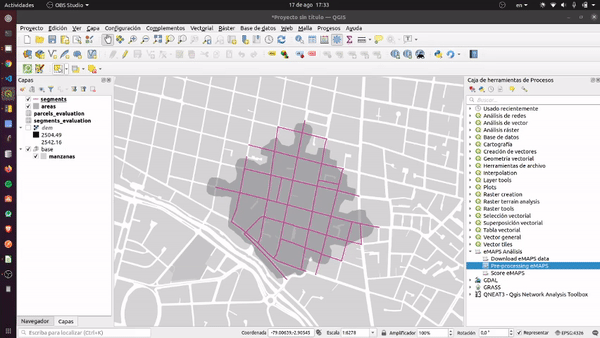 Actividades
OBS Studio
17 de ago 17:33
en
*Proyecto sin título — QGIS
Proyecto Edición Ver Capa Configuración Complementos Vectorial Ráster Base de datos Web Malla Procesos Ayuda
Capas
segments
areas
parcels_evaluation
segments_evaluation
dem
2504.49
2542.16
base
manzanas
Navegador
Capas
Caja de herramientas de Procesos
Buscar...
Usado recientemente
Análisis de redes
Análisis de vector
Análisis ráster
Base de datos
Cartografía
Creación de vectores
Geometría vectorial
Herramientas de archivo
Interpolation
Layer tools
Plots
Raster creation
Raster terrain analysis
Raster tools
Selección vectorial
Superposición vectorial
Tabla vectorial
Vector general
Vector tiles
eMAPS Análisis
Download eMAPS data
Pre-processing eMAPS
Score eMAPS
GDAL
GRASS
QNEAT3 - Qgis Network Analysis Toolbox
Escriba para localizar (Ctrl+K)
Coordenada
-79.00639,-2.90545
Escala
1:6278
Amplificador
100%
Rotación
0,0 °
Representar
EPSG:4326